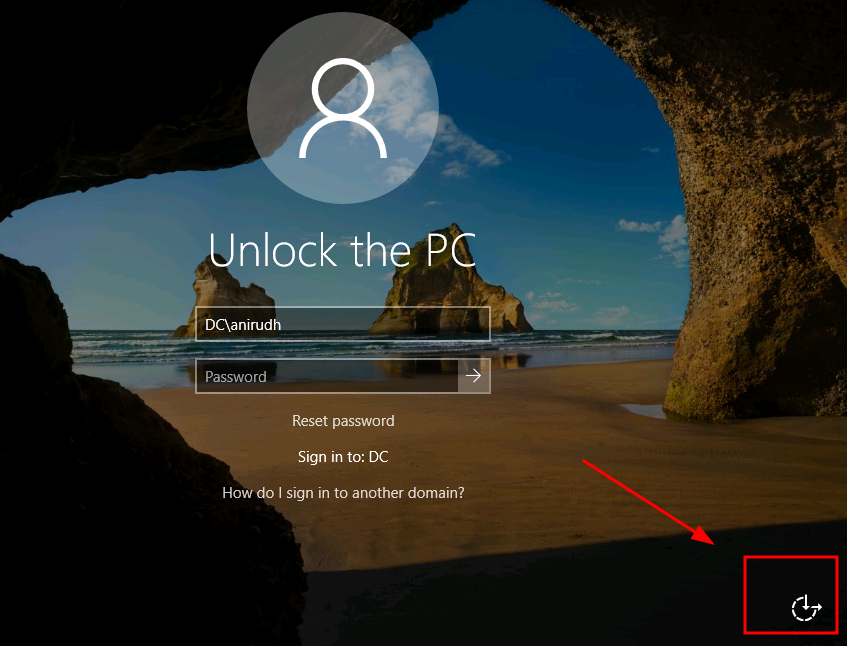 Unlock the PC
DC\anirudh
Password
Reset password
Sign in to: DC
How do I sign in to another domain?